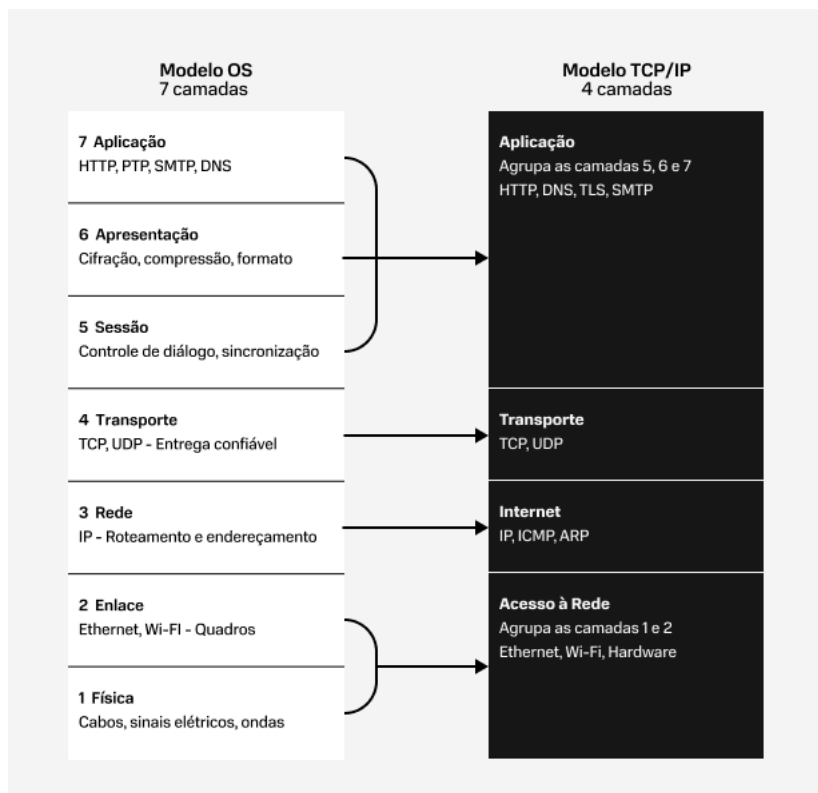 Modelo OS
7 camadas
7 Aplicação
HTTP, PTP, SMTP, DNS
6 Apresentação
Cifração, compressão, formato
5 Sessão
Controle de diálogo, sincronização
4 Transporte
TCP, UDP - Entrega confiável
3 Rede
IP - Roteamento e endereçamento
2 Enlace
Ethernet, Wi-FI - Quadros
1 Física
Cabos, sinais elétricos, ondas
Modelo TCP/IP
4 camadas
Aplicação
Agrupa as camadas 5, 6 e 7
HTTP, DNS, TLS, SMTP
Transporte
TCP, UDP
Internet
IP, ICMP, ARP
Acesso à Rede
Agrupa as camadas 1 e 2
Ethernet, Wi-Fi, Hardware